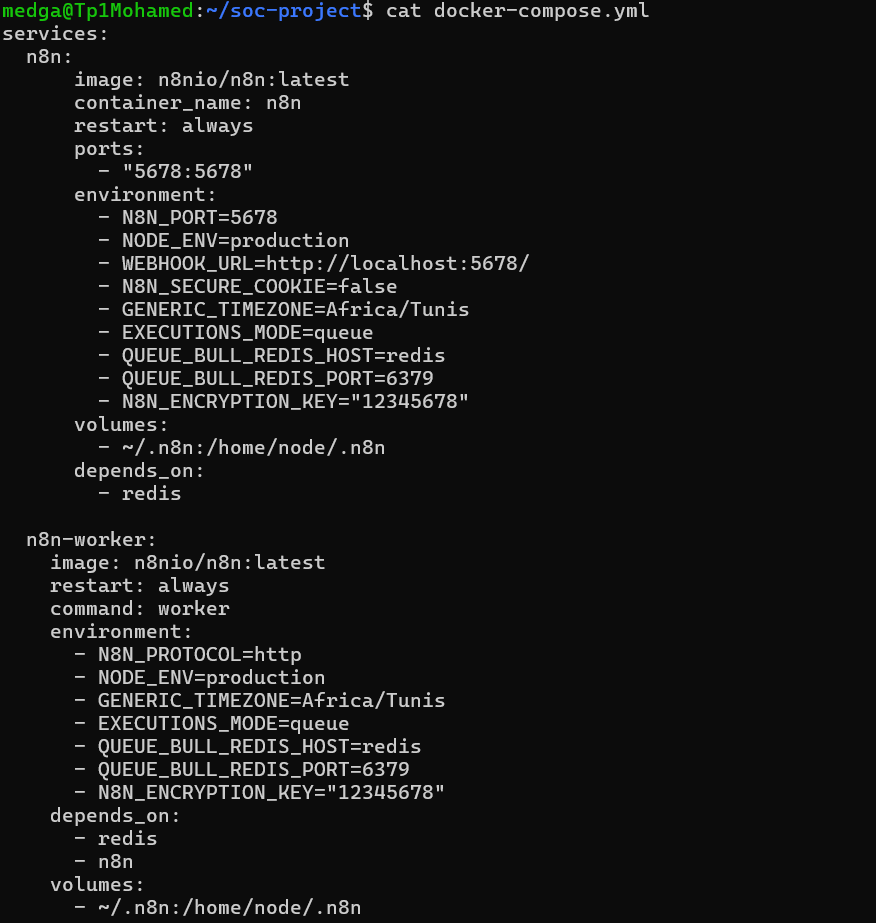 medga@Tp1Mohamed:~/soc-project$ cat docker-compose.yml
services:
  n8n:
      image: n8nio/n8n:latest
      container_name: n8n
      restart: always
      ports:
        - "5678:5678"
      environment:
        - N8N_PORT=5678
        - NODE_ENV=production
        - WEBHOOK_URL=http://localhost:5678/
        - N8N_SECURE_COOKIE=false
        - GENERIC_TIMEZONE=Africa/Tunis
        - EXECUTIONS_MODE=queue
        - QUEUE_BULL_REDIS_HOST=redis
        - QUEUE_BULL_REDIS_PORT=6379
        - N8N_ENCRYPTION_KEY="12345678"
      volumes:
        - ~/.n8n:/home/node/.n8n
      depends_on:
        - redis

  n8n-worker:
    image: n8nio/n8n:latest
    restart: always
    command: worker
    environment:
      - N8N_PROTOCOL=http
      - NODE_ENV=production
      - GENERIC_TIMEZONE=Africa/Tunis
      - EXECUTIONS_MODE=queue
      - QUEUE_BULL_REDIS_HOST=redis
      - QUEUE_BULL_REDIS_PORT=6379
      - N8N_ENCRYPTION_KEY="12345678"
    depends_on:
      - redis
      - n8n
    volumes:
      - ~/.n8n:/home/node/.n8n